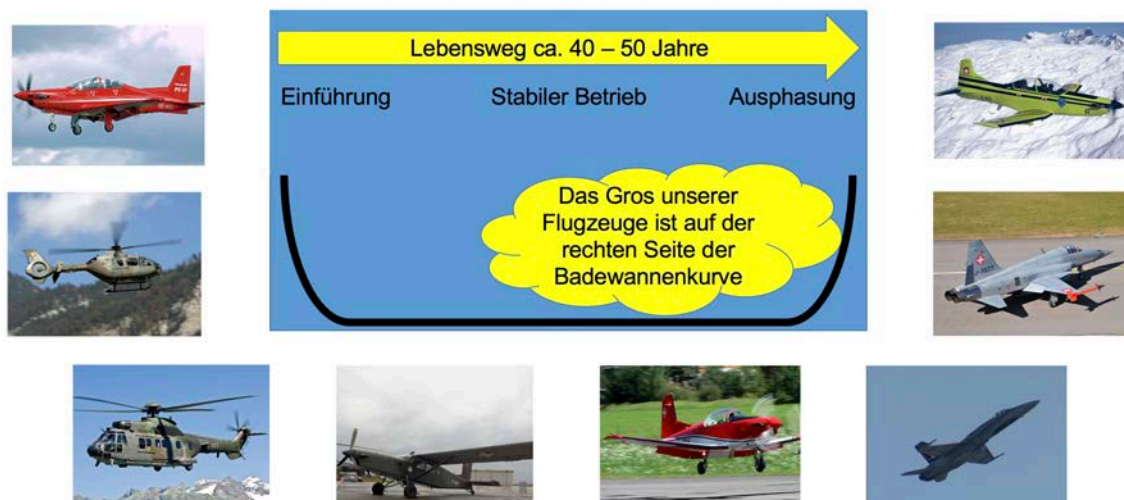 Lebensweg ca. 40 – 50 Jahre
Einführung
Stabiler Betrieb
Ausphasung
Das Gros unserer
Flugzeuge ist auf der
rechten Seite der
Badewannenkurve